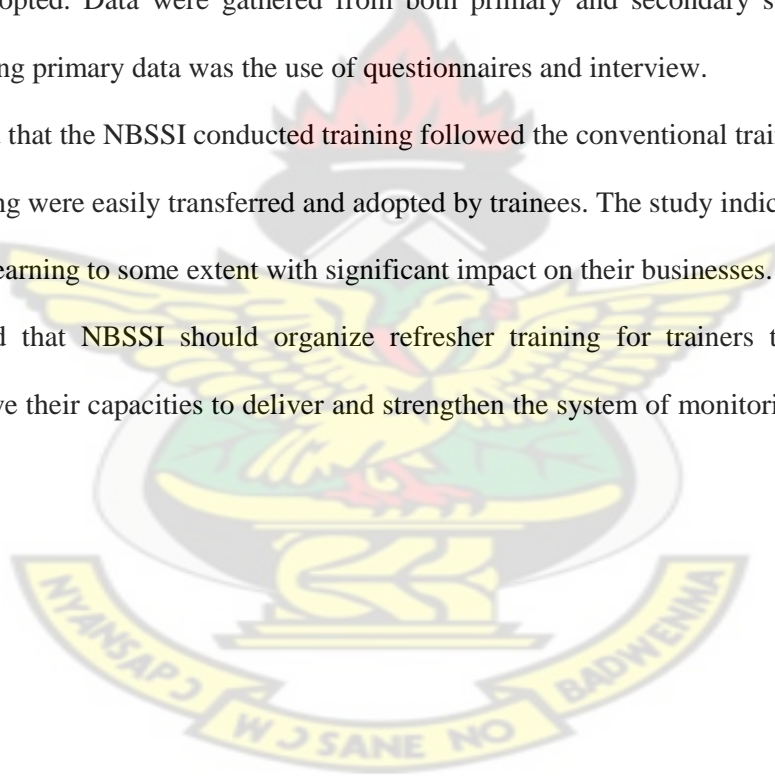 opted. Data were gathered from both primary and secondary s
ng primary data was the use of questionnaires and interview.
that the NBSSI conducted training followed the conventional trai
ng were easily transferred and adopted by trainees. The study indic
earning to some extent with significant impact on their businesses.
d that NBSSI should organize refresher training for trainers t
ve their capacities to deliver and strengthen the system of monitori
NYANSAPƆ WƆSANE NO BADWENMA